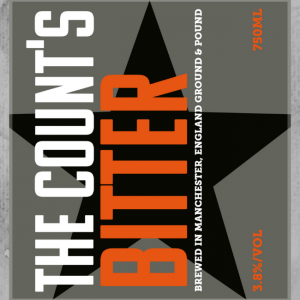 THE COUNT'S
BITTER
BREWED IN MANCHESTER, ENGLAND GROUND & POUND
3.8%/VOL
750ML